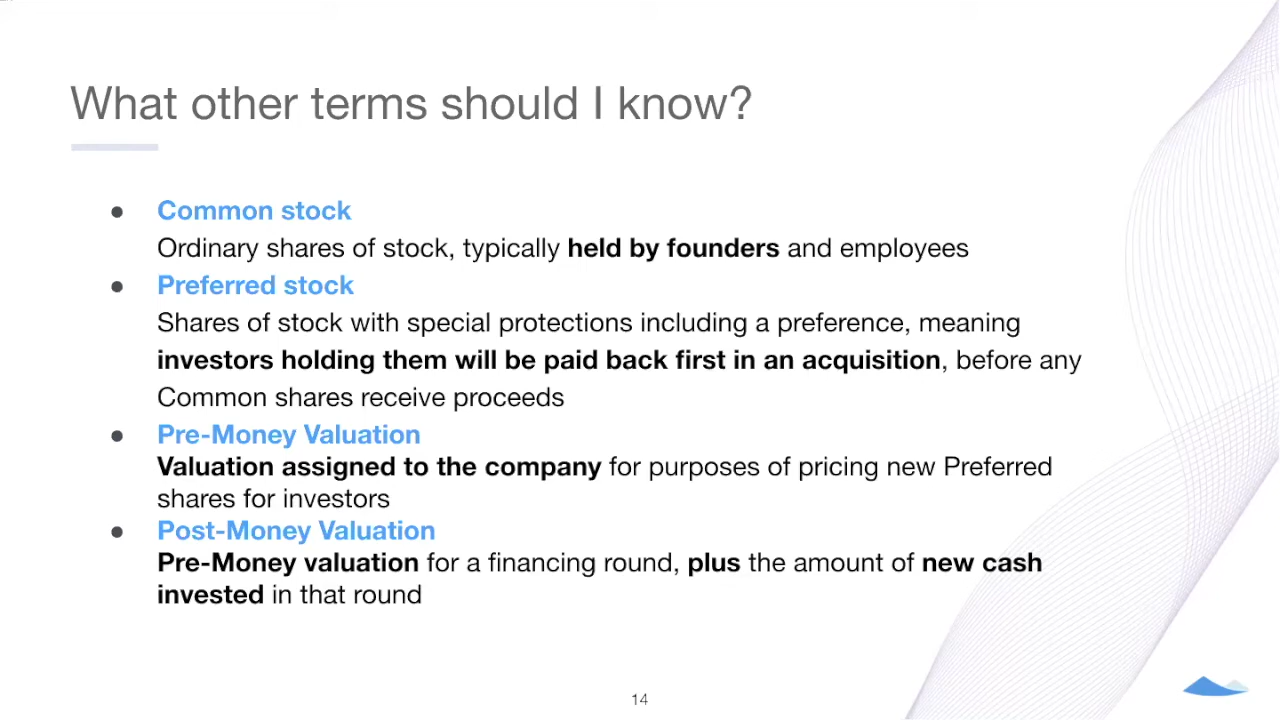 What other terms should I know?
● Common stock
Ordinary shares of stock, typically held by founders and employees
● Preferred stock
Shares of stock with special protections including a preference, meaning
investors holding them will be paid back first in an acquisition, before any
Common shares receive proceeds
● Pre-Money Valuation
Valuation assigned to the company for purposes of pricing new Preferred
shares for investors
● Post-Money Valuation
Pre-Money valuation for a financing round, plus the amount of new cash
invested in that round
14